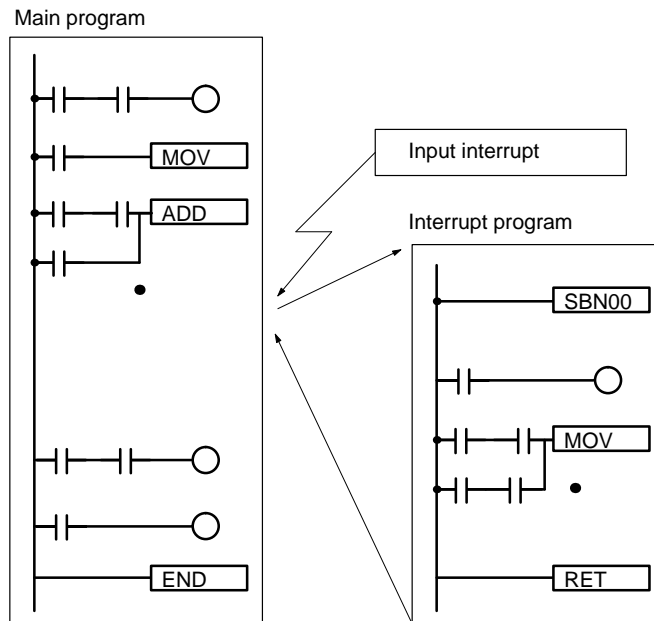 Main program
MOV
ADD
END
Input interrupt
Interrupt program
SBN00
MOV
RET